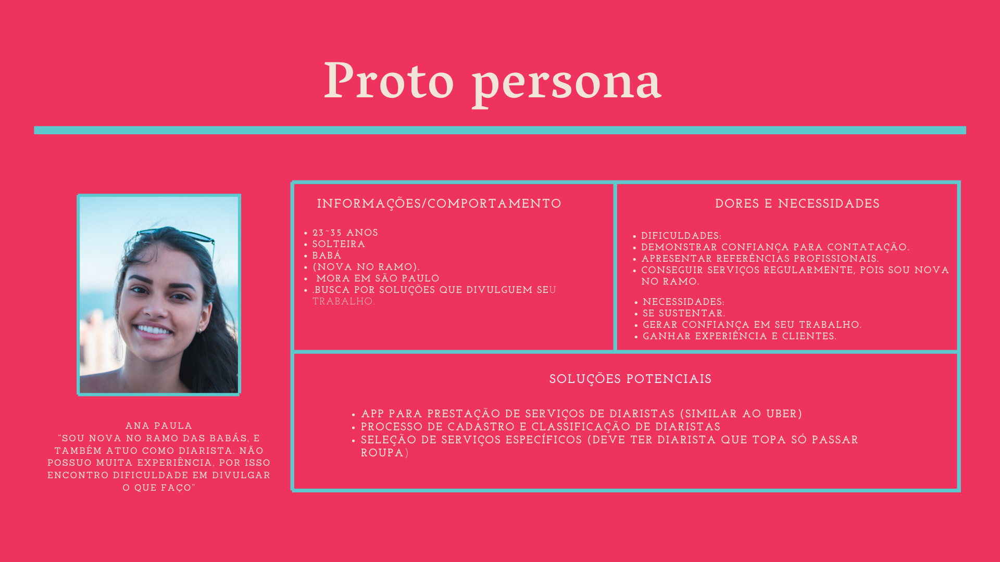 Proto persona
ANA PAULA
“SOU NOVA NO RAMO DAS BABÁS, E
TAMBÉM ATUO COMO DIARISTA. NÃO
POSSUO MUITA EXPERIÊNCIA, POR ISSO
ENCONTRO DIFICULDADE EM DIVULGAR
O QUE FAÇO”
INFORMAÇÕES/COMPORTAMENTO
• 23~35 ANOS
• SOLTEIRA
• BABÁ
• (NOVA NO RAMO).
• MORA EM SÃO PAULO
• .BUSCA POR SOLUÇÕES QUE DIVULGUEM SEU
TRABALHO.
DORES E NECESSIDADES
• DIFICULDADES:
• DEMONSTRAR CONFIANÇA PARA CONTATAÇÃO.
• APRESENTAR REFERÊNCIAS PROFISSIONAIS.
• CONSEGUIR SERVIÇOS REGULARMENTE, POIS SOU NOVA
NO RAMO.
• NECESSIDADES:
• SE SUSTENTAR.
• GERAR CONFIANÇA EM SEU TRABALHO.
• GANHAR EXPERIÊNCIA E CLIENTES.
SOLUÇÕES POTENCIAIS
• APP PARA PRESTAÇÃO DE SERVIÇOS DE DIARISTAS (SIMILAR AO UBER)
• PROCESSO DE CADASTRO E CLASSIFICAÇÃO DE DIARISTAS
• SELEÇÃO DE SERVIÇOS ESPECÍFICOS (DEVE TER DIARISTA QUE TOPA SÓ PASSAR
ROUPA)